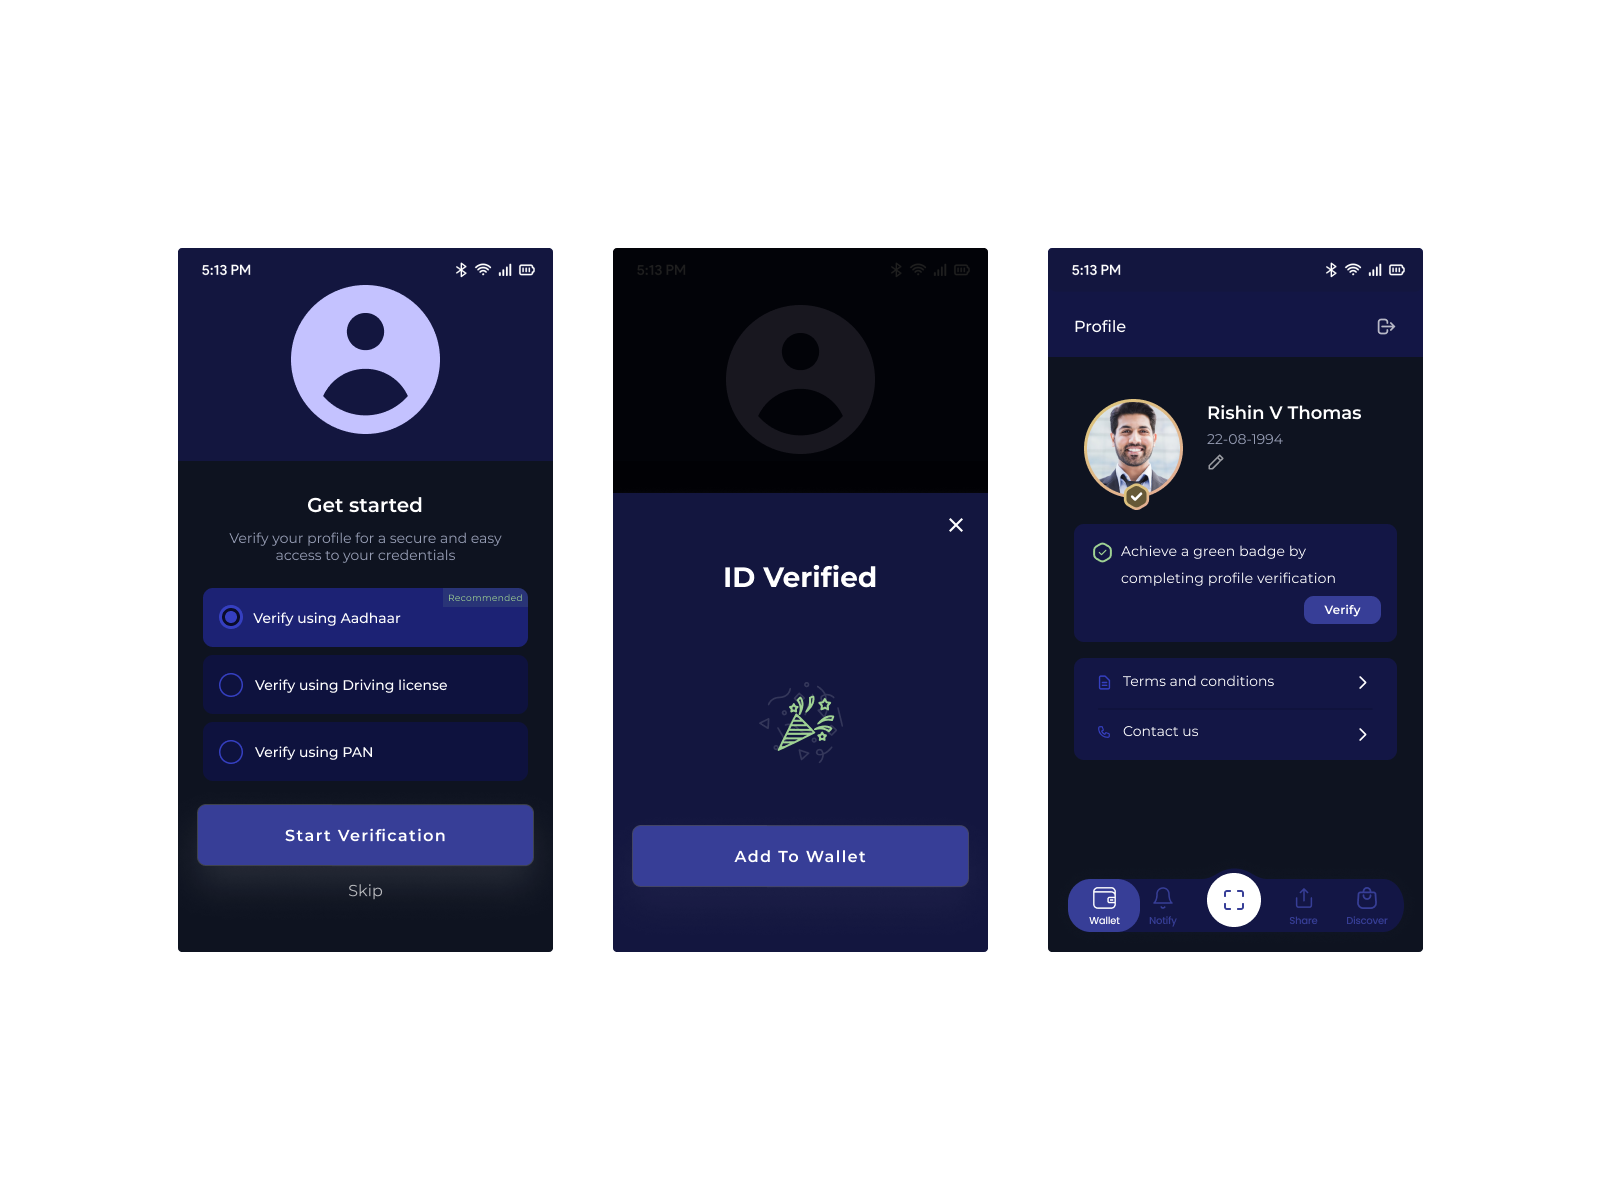 5:13 PM
Get started
Verify your profile for a secure and easy
access to your credentials
Recommended
Verify using Aadhaar
Verify using Driving license
Verify using PAN
Start Verification
Skip
5:13 PM
ID Verified
Add To Wallet
5:13 PM
Profile
Rishin V Thomas
22-08-1994
Achieve a green badge by
completing profile verification
Verify
Terms and conditions
Contact us
Wallet
Notify
Share
Discover